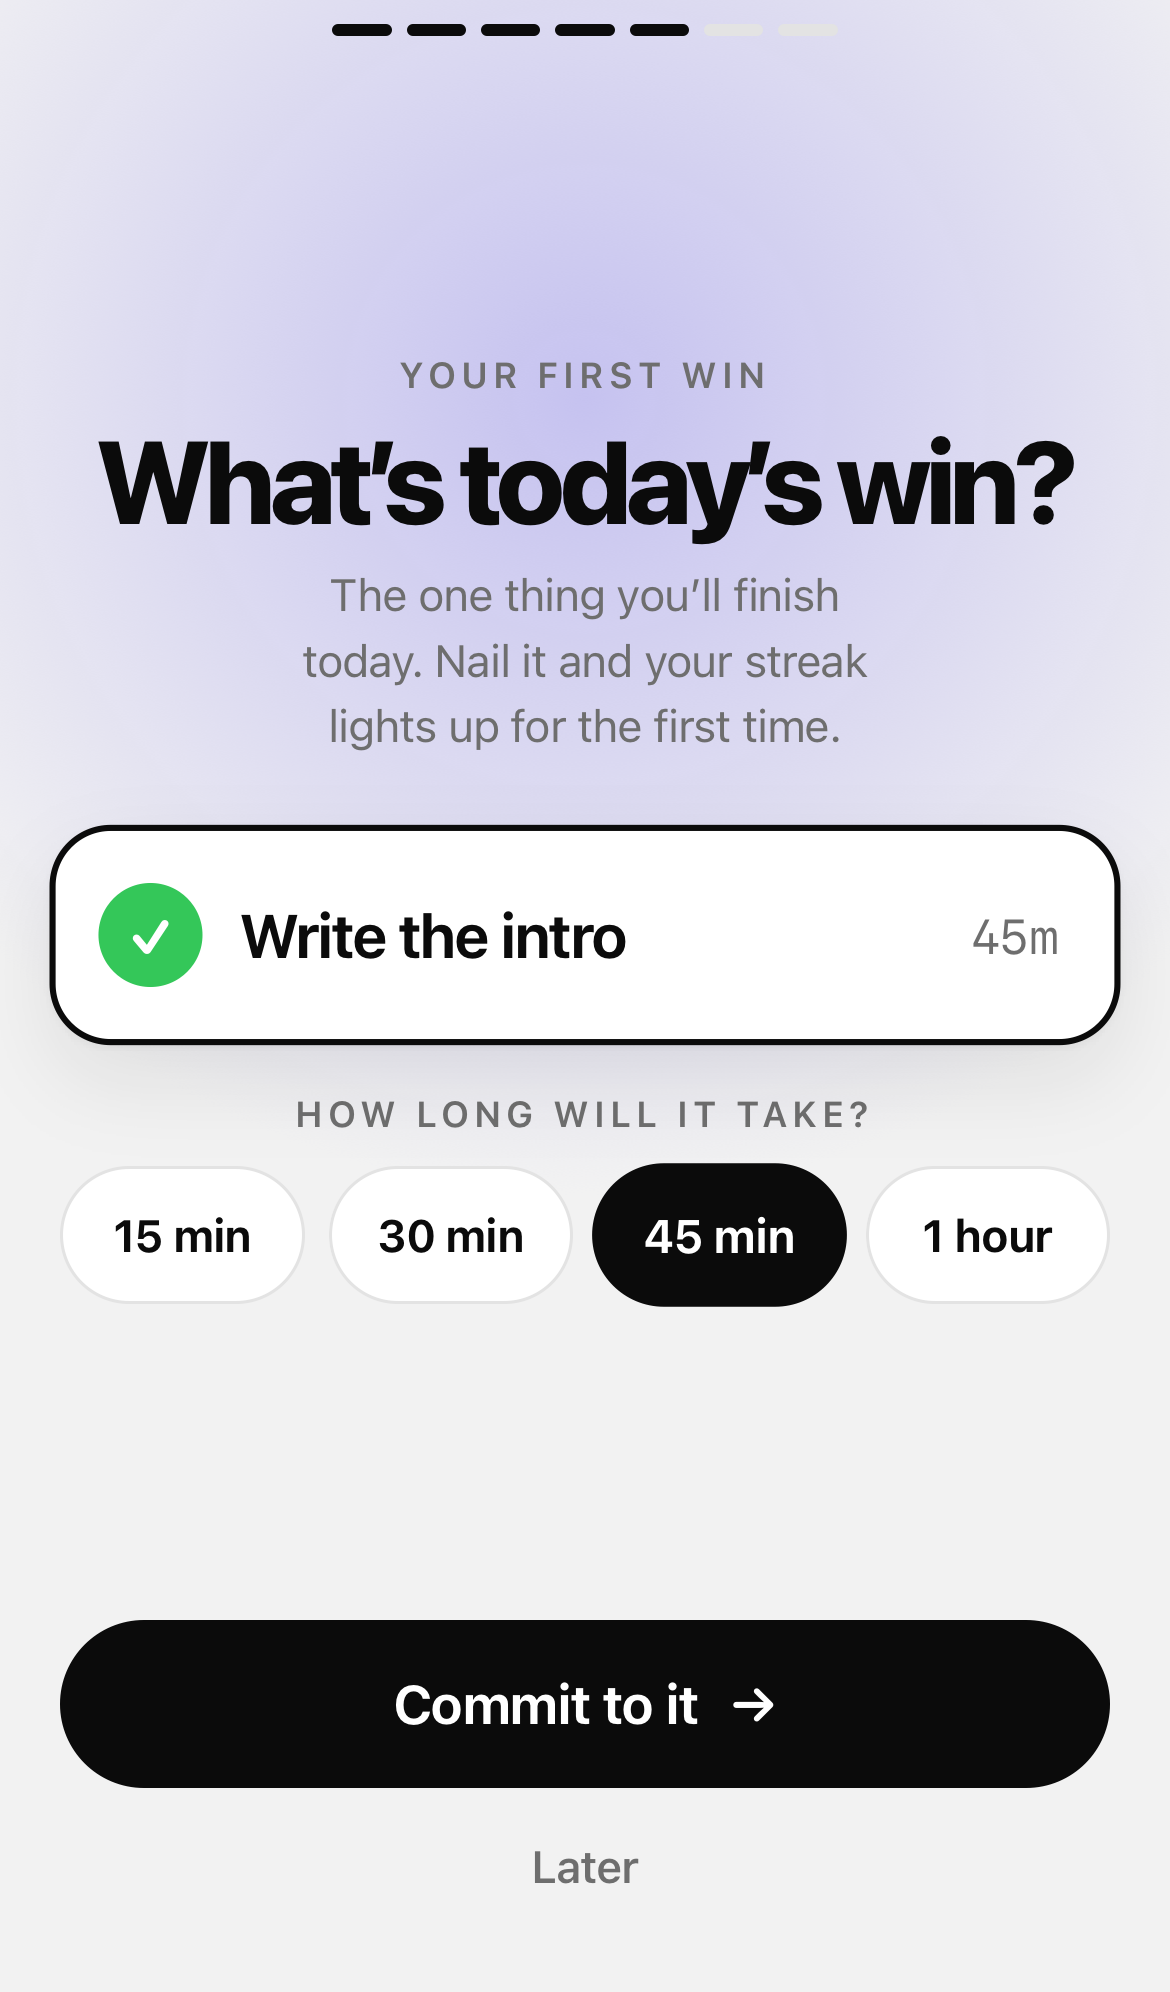 YOUR FIRST WIN
What's today's win?
The one thing you'll finish
today. Nail it and your streak
lights up for the first time.
Write the intro 45m
HOW LONG WILL IT TAKE?
15 min 30 min 45 min 1 hour
Commit to it →
Later